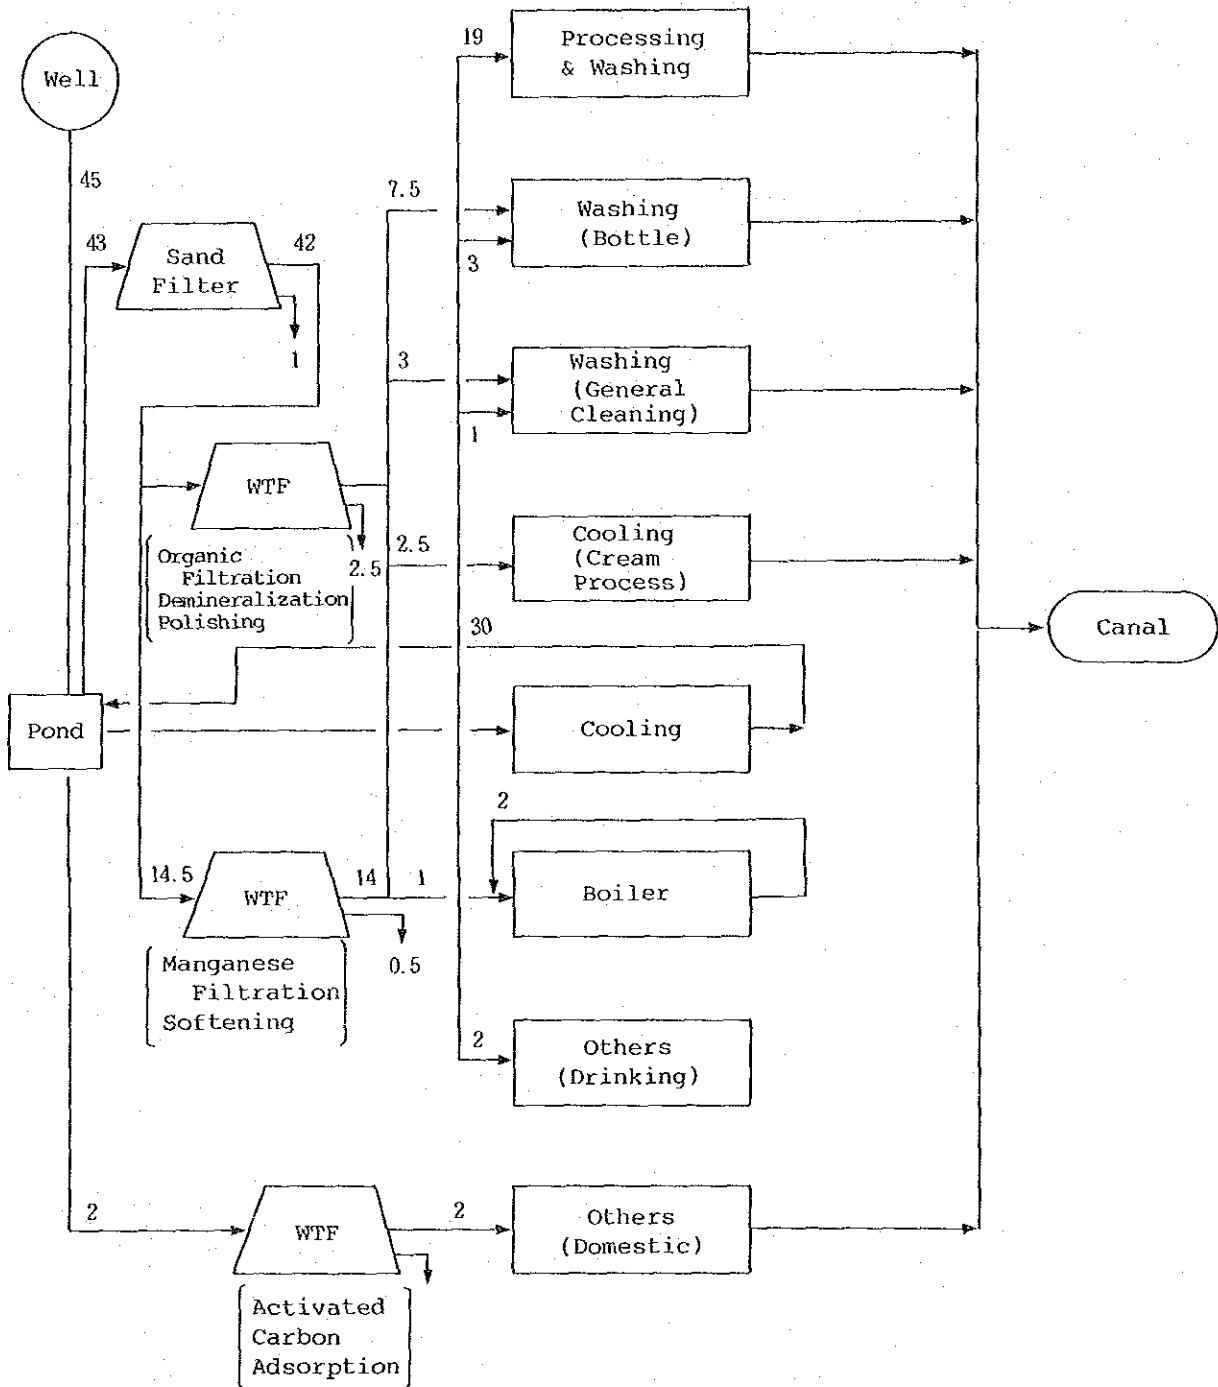 19
Processing
& Washing
Well
45
7.5
Washing
(Bottle)
43
42
Sand
Filter
3
1
3
Washing
(General
Cleaning)
1
WTF
2.5
2.5
Cooling
(Cream
Process)
Organic
Filtration
Demineralization
Polishing
30
Canal
Pond
Cooling
2
14.5
WTF
14
1
Boiler
0.5
Manganese
Filtration
Softening
2
Others
(Drinking)
2
WTF
2
Others
(Domestic)
Activated
Carbon
Adsorption